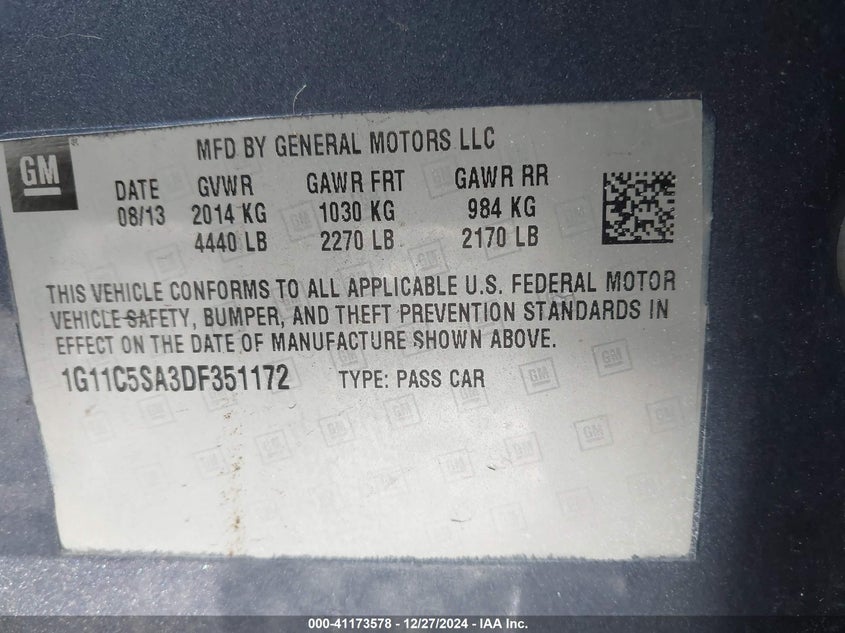 GM
MFD BY GENERAL MOTORS LLC
DATE GVWR GAWR FRT GAWR RR
08/13 2014 KG 1030 KG 984 KG
4440 LB 2270 LB 2170 LB
THIS VEHICLE CONFORMS TO ALL APPLICABLE U.S. FEDERAL MOTOR
VEHICLE SAFETY, BUMPER, AND THEFT PREVENTION STANDARDS IN
EFFECT ON THE DATE OF MANUFACTURE SHOWN ABOVE.
1G11C5SA3DF351172 TYPE: PASS CAR
000-41173578 - 12/27/2024 - IAA Inc.